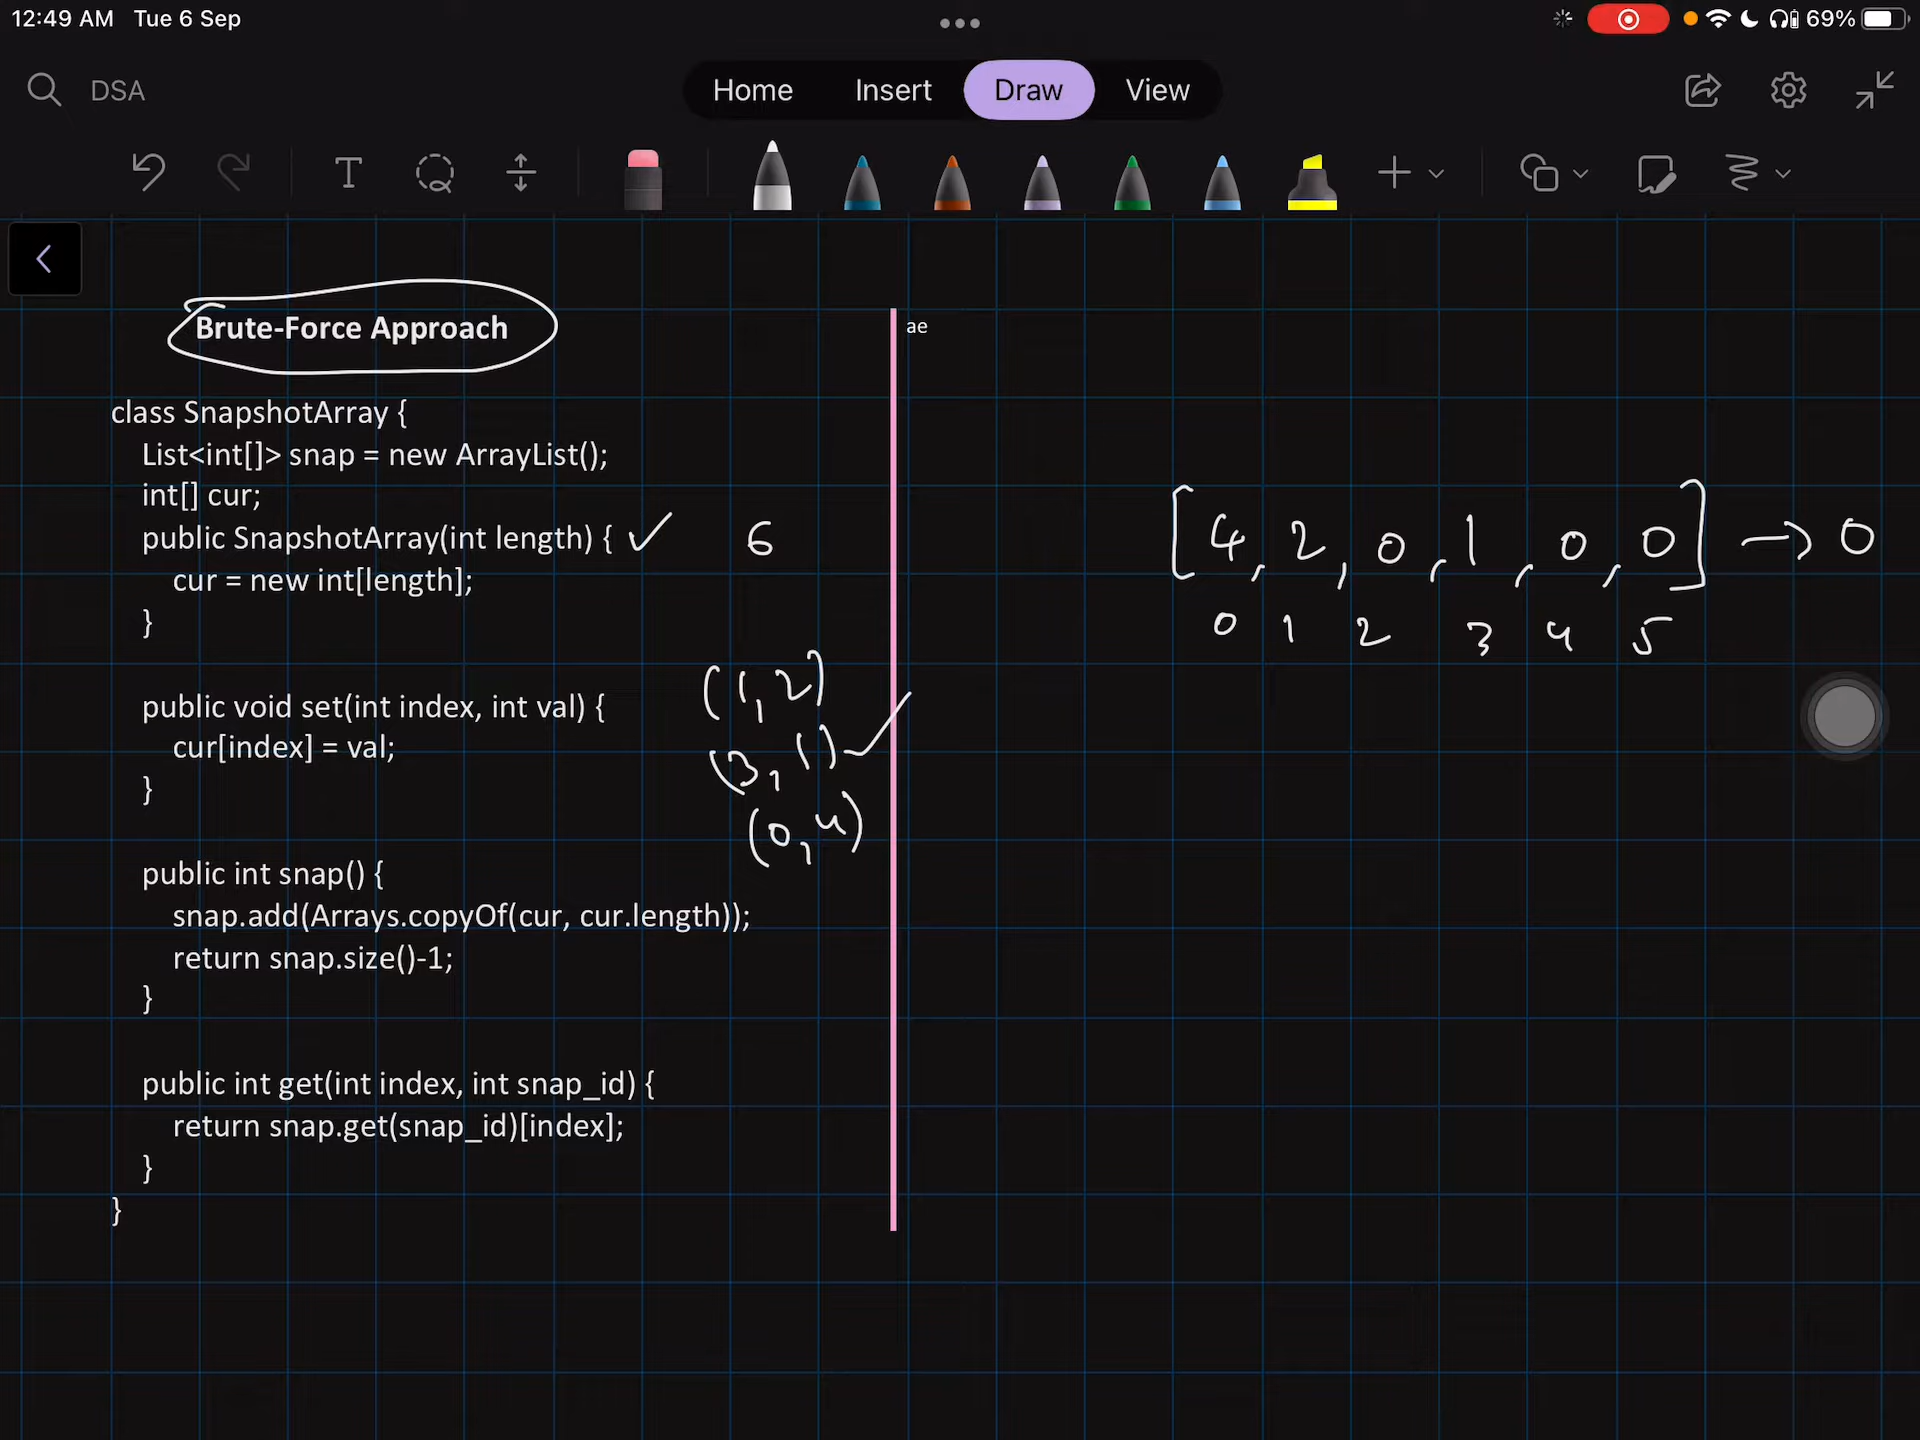 12:49 AM Tue 6 Sep
69%
DSA
Home Insert Draw View
T
Brute-Force Approach
ae
class SnapshotArray {
List<int[]> snap = new ArrayList();
int[] cur;
public SnapshotArray(int length) { ✓ 6
cur = new int[length];
}
public void set(int index, int val) {
cur[index] = val;
}
(1,2)
(3,1) ✓
(0,4)
public int snap() {
snap.add(Arrays.copyOf(cur, cur.length));
return snap.size()-1;
}
public int get(int index, int snap_id) {
return snap.get(snap_id)[index];
}
}
[4,2,0,1,0,0] → 0
0 1 2 3 4 5